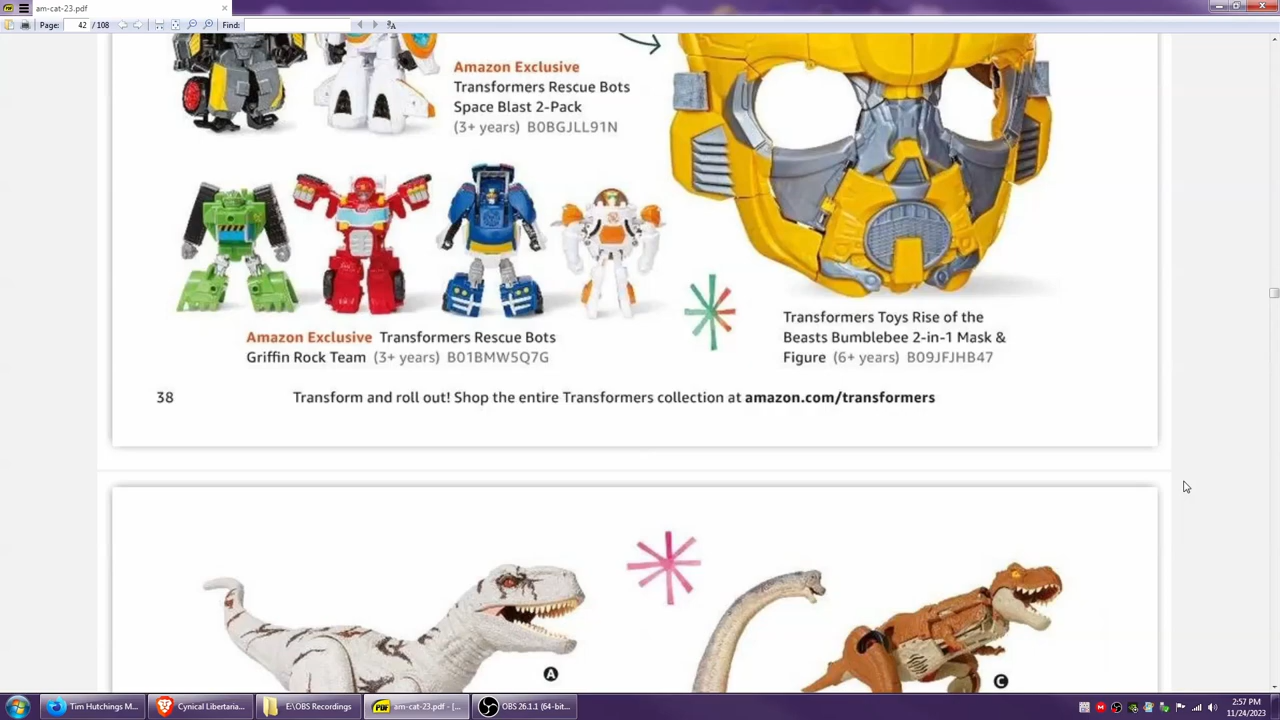 am-cat-23.pdf
Page: 42 / 108 Find:
Amazon Exclusive
Transformers Rescue Bots
Space Blast 2-Pack
(3+ years) B0BGJLL91N
Amazon Exclusive Transformers Rescue Bots
Griffin Rock Team (3+ years) B01BMW5Q7G
Transformers Toys Rise of the
Beasts Bumblebee 2-in-1 Mask &
Figure (6+ years) B09JFJHB47
38 Transform and roll out! Shop the entire Transformers collection at amazon.com/transformers
A
C
Tim Hutchings M... Cynical Libertaria... E:\OBS Recordings am-cat-23.pdf - [... OBS 26.1.1 (64-bit...
2:57 PM
11/24/2023